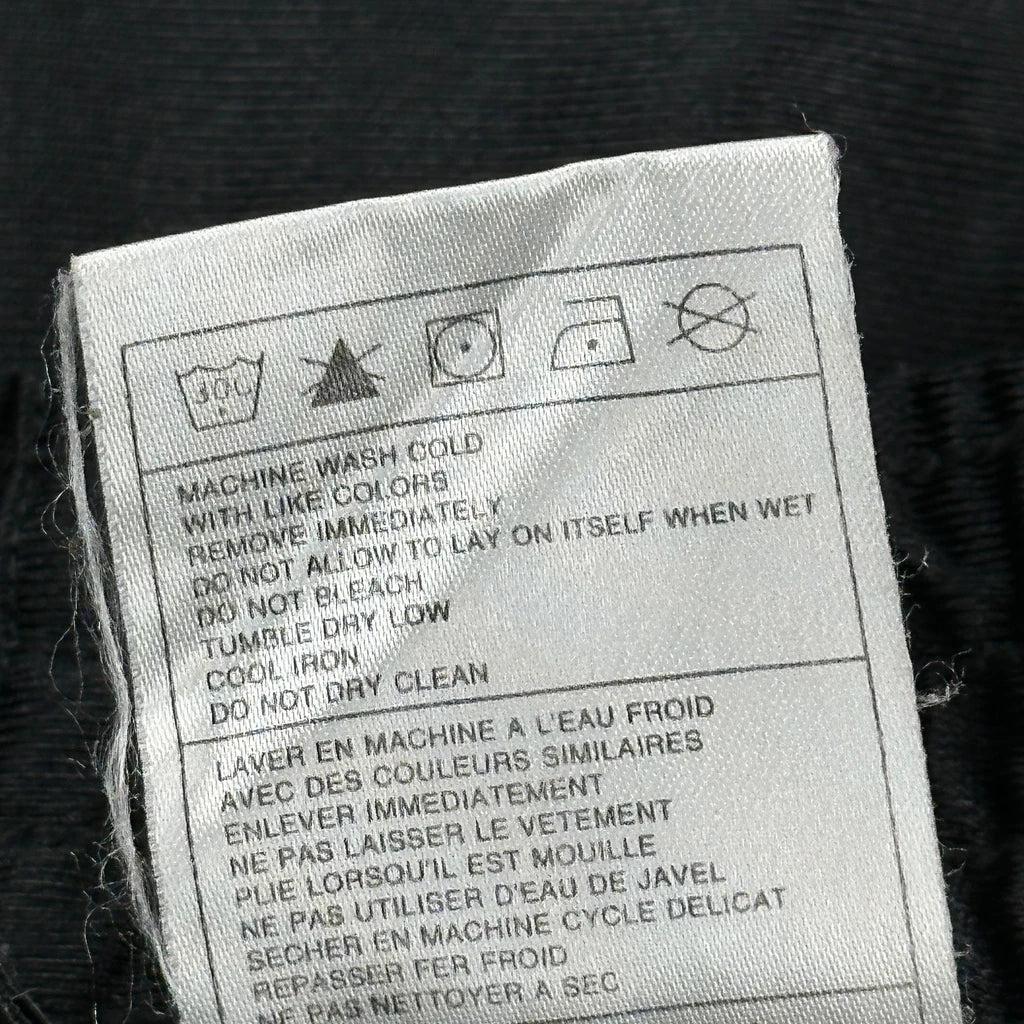 30C
MACHINE WASH COLD
WITH LIKE COLORS
REMOVE IMMEDIATELY
DO NOT ALLOW TO LAY ON ITSELF WHEN WET
DO NOT BLEACH
TUMBLE DRY LOW
COOL IRON
DO NOT DRY CLEAN
LAVER EN MACHINE A L'EAU FROID
AVEC DES COULEURS SIMILAIRES
ENLEVER IMMEDIATEMENT
NE PAS LAISSER LE VETEMENT
PLIE LORSQU'IL EST MOUILLE
NE PAS UTILISER D'EAU DE JAVEL
SECHER EN MACHINE CYCLE DELICAT
REPASSER FER FROID
NE PAS NETTOYER A SEC